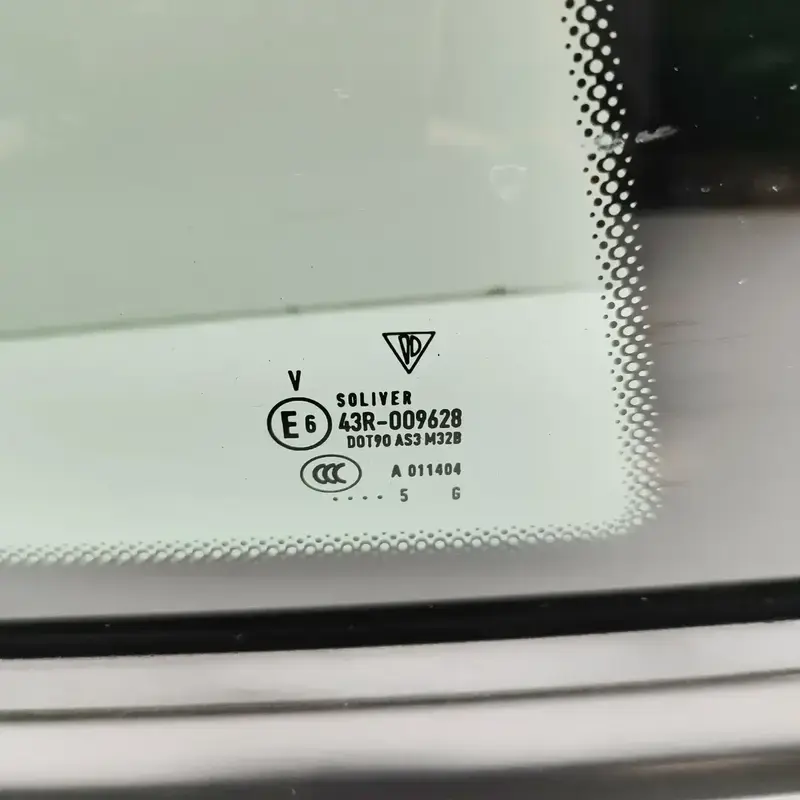 V
SOLIVER
E6
43R-009628
DOT90 AS3 M32B
CCC
A 011404
.... 5 G